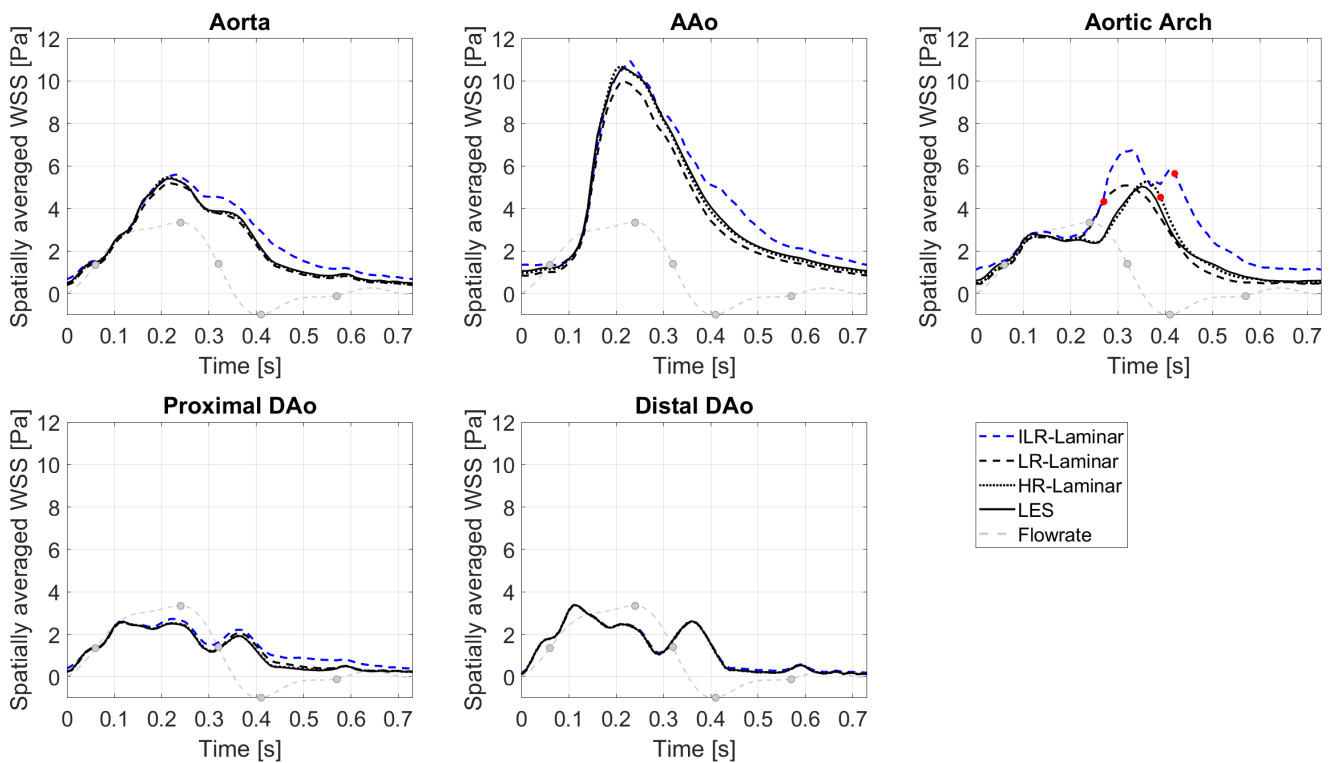 Aorta
Spatially averaged WSS [Pa]
12
10
8
6
4
2
0
0 0.1 0.2 0.3 0.4 0.5 0.6 0.7
Time [s]
AAo
Spatially averaged WSS [Pa]
12
10
8
6
4
2
0
0 0.1 0.2 0.3 0.4 0.5 0.6 0.7
Time [s]
Aortic Arch
Spatially averaged WSS [Pa]
12
10
8
6
4
2
0
0 0.1 0.2 0.3 0.4 0.5 0.6 0.7
Time [s]
Proximal DAo
Spatially averaged WSS [Pa]
12
10
8
6
4
2
0
0 0.1 0.2 0.3 0.4 0.5 0.6 0.7
Time [s]
Distal DAo
Spatially averaged WSS [Pa]
12
10
8
6
4
2
0
0 0.1 0.2 0.3 0.4 0.5 0.6 0.7
Time [s]
ILR-Laminar
LR-Laminar
HR-Laminar
LES
Flowrate